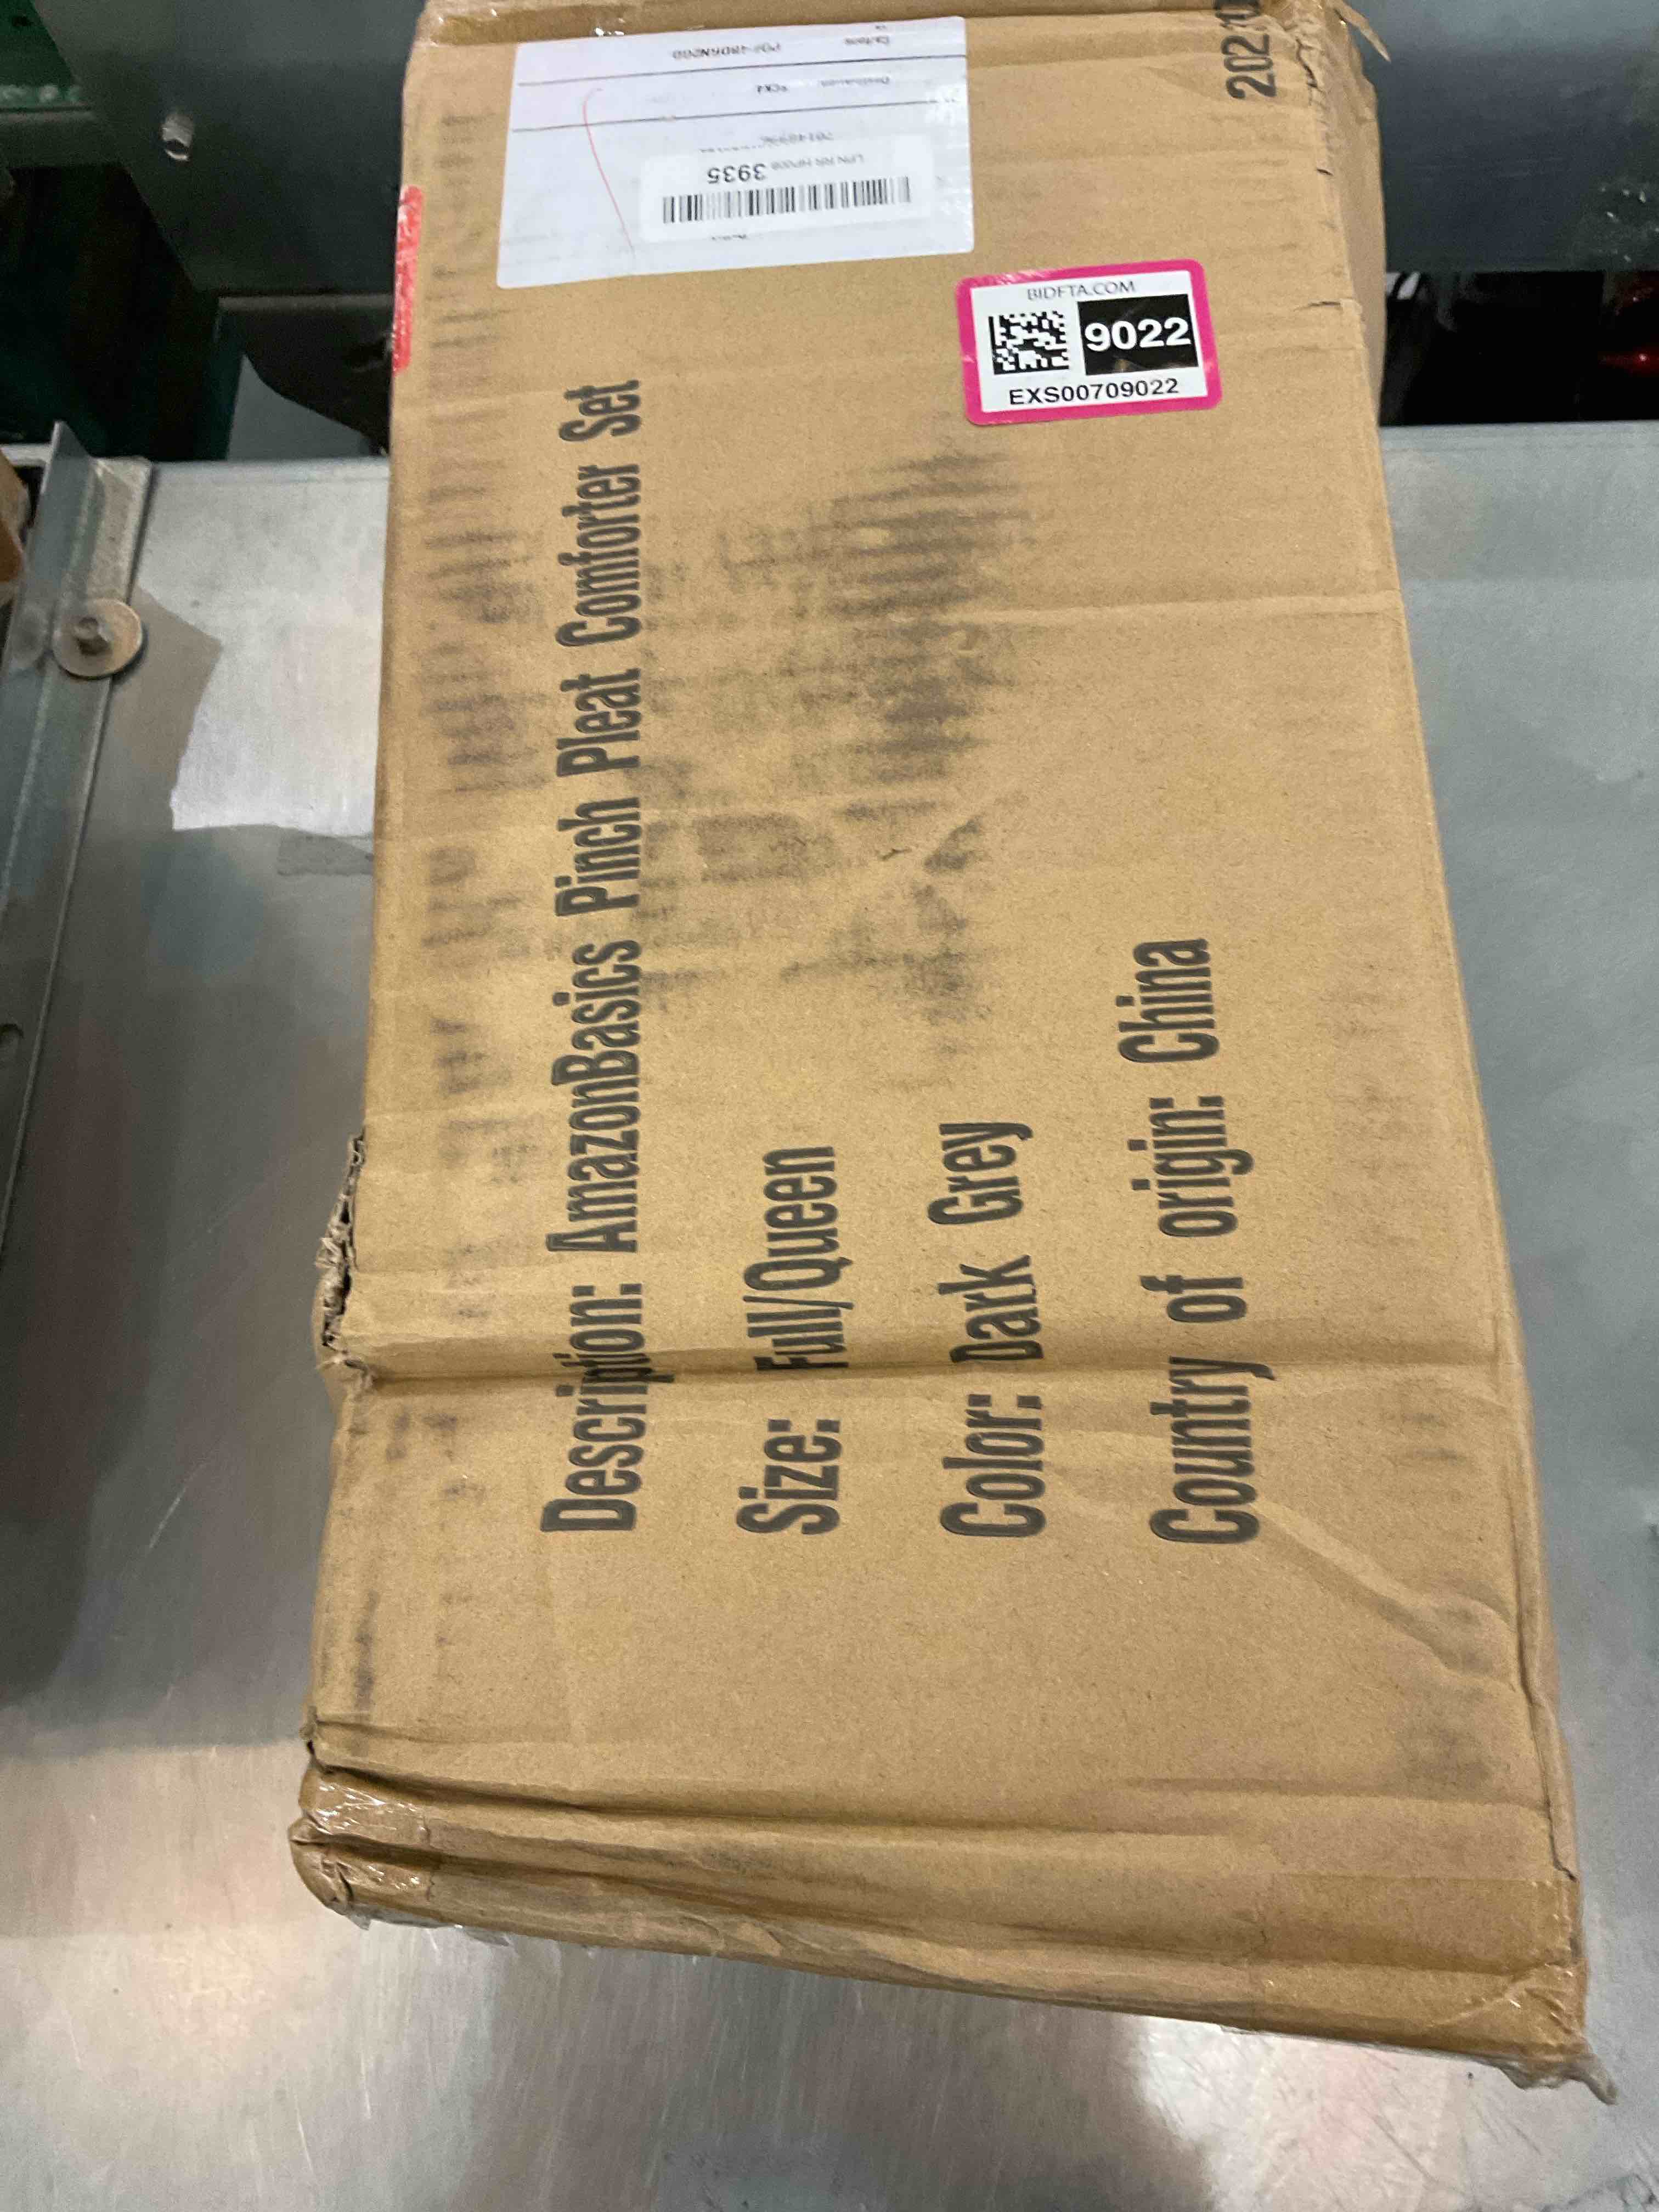 Description: AmazonBasics Pinch Pleat Comforter Set
Size: Full/Queen
Color: Dark Grey
Country of origin: China
BIDFTA.COM
9022
EXS00709022
3935